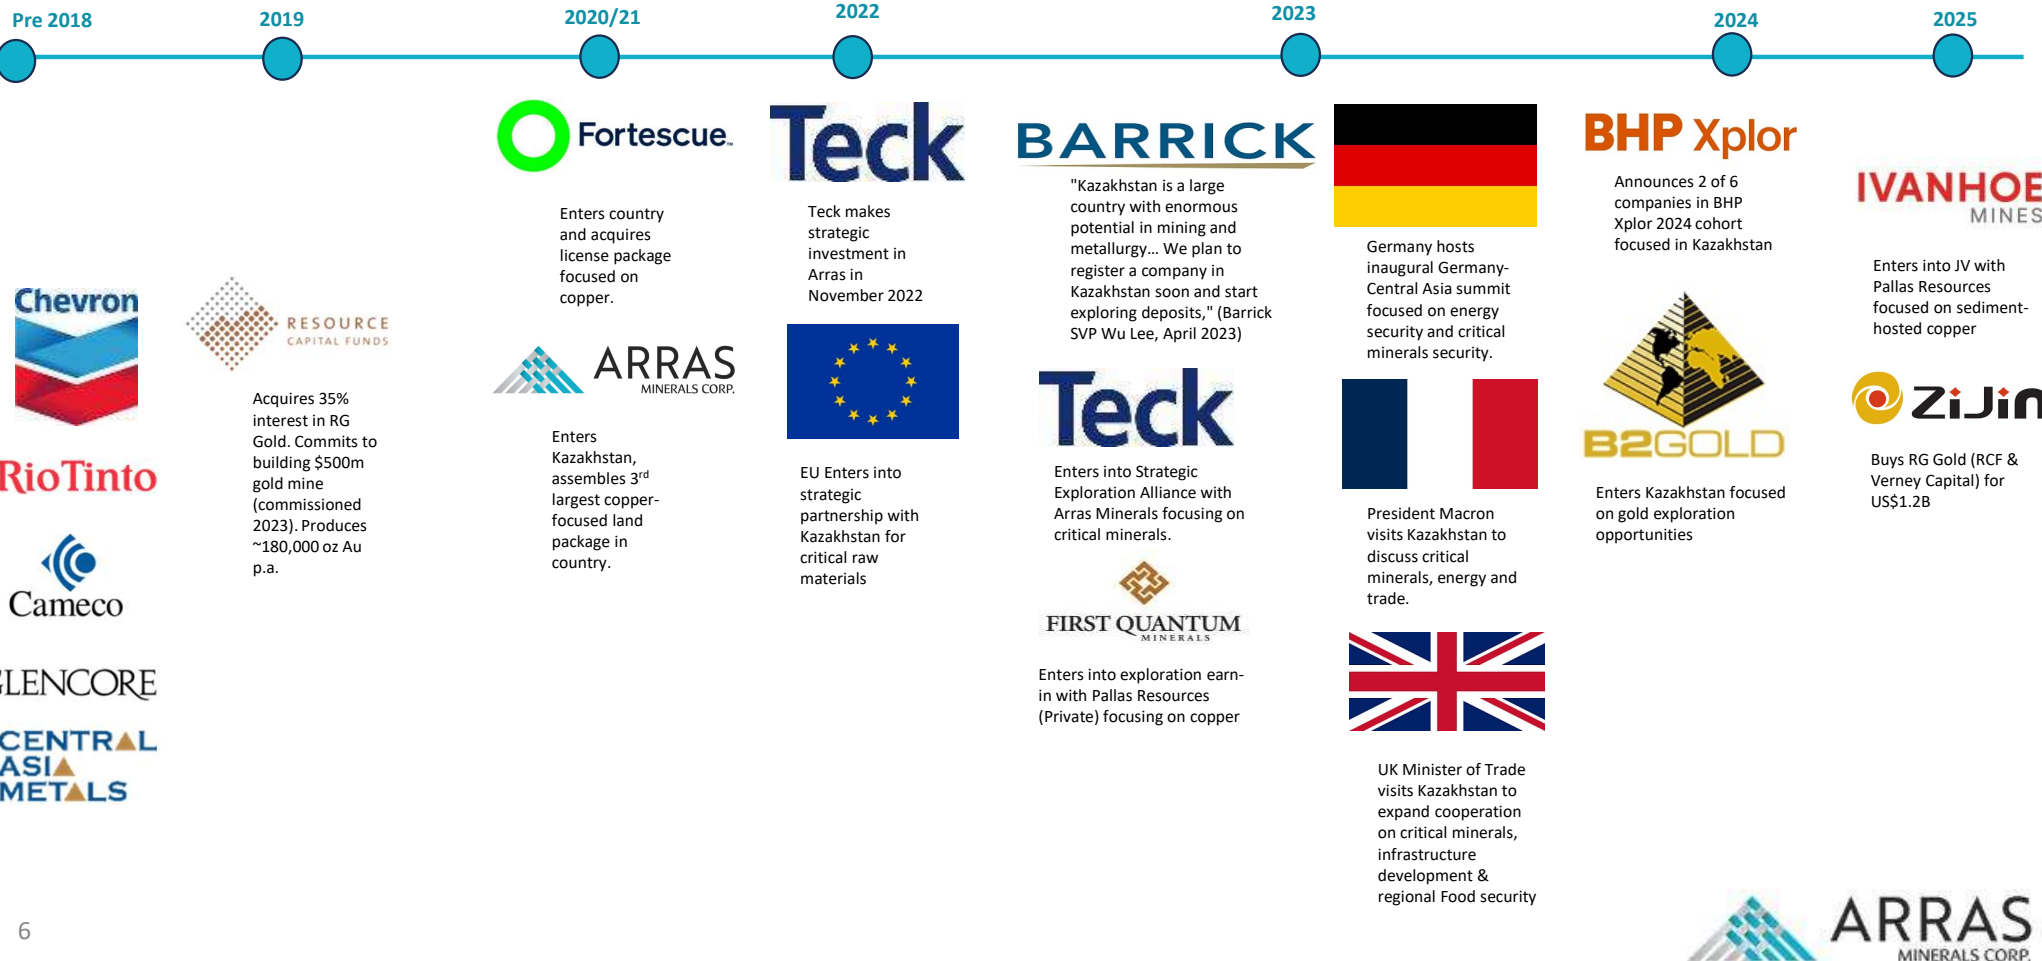 Pre 2018
2019
2020/21
2022
2023
2024
2025
Chevron
RioTinto
Cameco
GLENCORE
CENTRAL
ASIA
METALS
RESOURCE
CAPITAL FUNDS
Acquires 35%
interest in RG
Gold. Commits to
building $500m
gold mine
(commissioned
2023). Produces
~180,000 oz Au
p.a.
Fortescue
Enters country
and acquires
license package
focused on
copper.
ARRAS
MINERALS CORP.
Enters
Kazakhstan,
assembles 3rd
largest copper-
focused land
package in
country.
Teck
Teck makes
strategic
investment in
Arras in
November 2022
EU Enters into
strategic
partnership with
Kazakhstan for
critical raw
materials
BARRICK
"Kazakhstan is a large
country with enormous
potential in mining and
metallurgy… We plan to
register a company in
Kazakhstan soon and start
exploring deposits," (Barrick
SVP Wu Lee, April 2023)
Teck
Enters into Strategic
Exploration Alliance with
Arras Minerals focusing on
critical minerals.
FIRST QUANTUM
MINERALS
Enters into exploration earn-
in with Pallas Resources
(Private) focusing on copper
Germany hosts
inaugural Germany-
Central Asia summit
focused on energy
security and critical
minerals security.
President Macron
visits Kazakhstan to
discuss critical
minerals, energy and
trade.
UK Minister of Trade
visits Kazakhstan to
expand cooperation
on critical minerals,
infrastructure
development &
regional Food security
BHP Xplor
Announces 2 of 6
companies in BHP
Xplor 2024 cohort
focused in Kazakhstan
B2GOLD
Enters Kazakhstan focused
on gold exploration
opportunities
IVANHOE
MINES
Enters into JV with
Pallas Resources
focused on sediment-
hosted copper
ZiJin
Buys RG Gold (RCF &
Verney Capital) for
US$1.2B
6
ARRAS
MINERALS CORP.